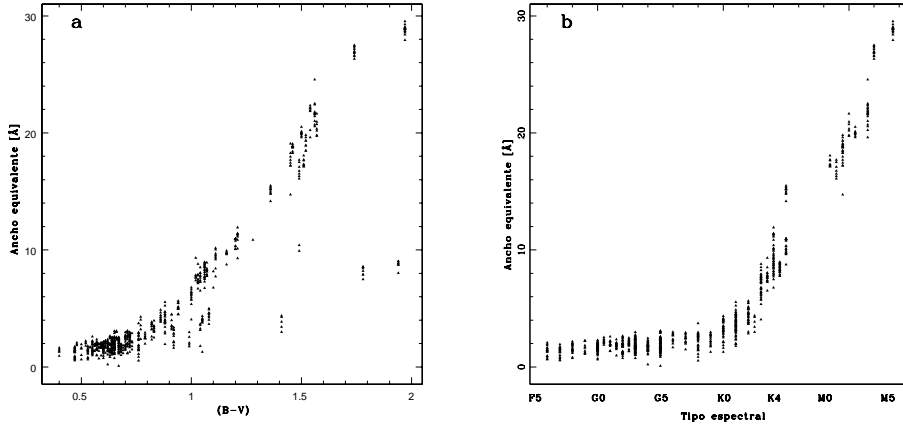 a
30
20
10
0
Ancho equivalente [Å]
0.5 1 1.5 2
(B-V)
b
30
20
10
0
Ancho equivalente [Å]
F5 G0 G5 K0 K4 M0 M5
Tipo espectral